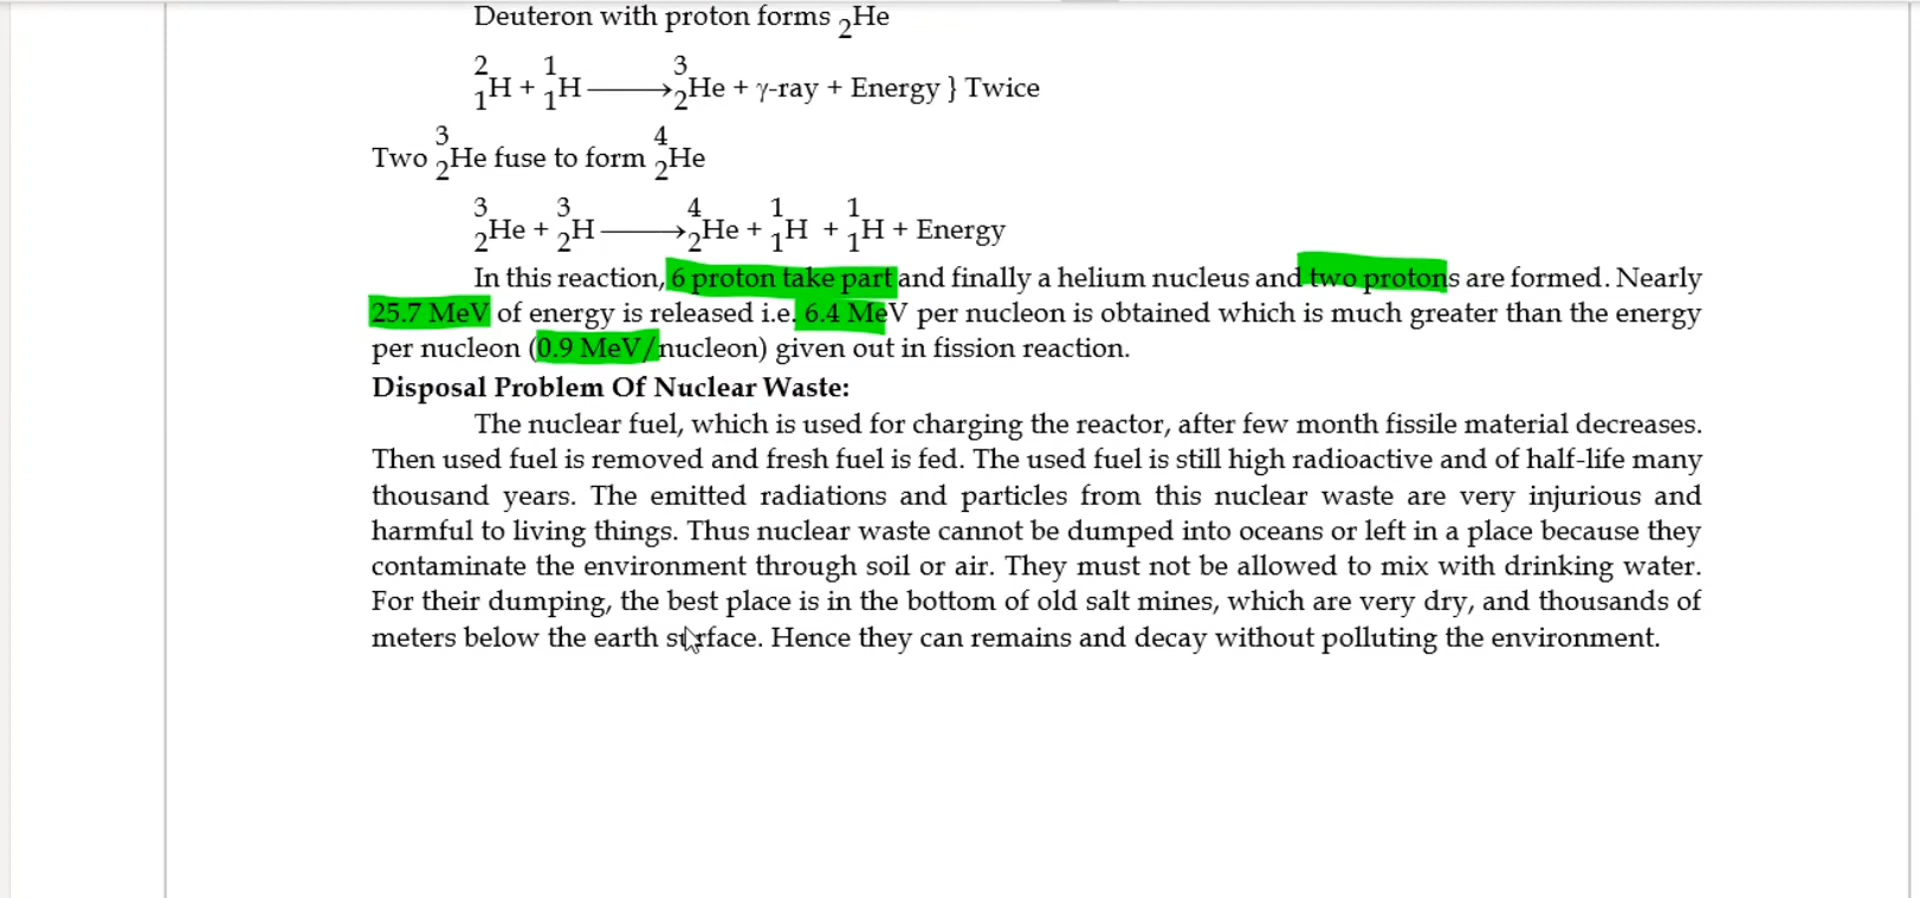 Deuteron with proton forms ₂He
²₁H + ¹₁H ⟶ ³₂He + γ-ray + Energy } Twice
Two ³₂He fuse to form ⁴₂He
³₂He + ³₂H ⟶ ⁴₂He + ¹₁H + ¹₁H + Energy
In this reaction, 6 proton take part and finally a helium nucleus and two protons are formed. Nearly
25.7 MeV of energy is released i.e. 6.4 MeV per nucleon is obtained which is much greater than the energy
per nucleon (0.9 MeV/nucleon) given out in fission reaction.
Disposal Problem Of Nuclear Waste:
The nuclear fuel, which is used for charging the reactor, after few month fissile material decreases.
Then used fuel is removed and fresh fuel is fed. The used fuel is still high radioactive and of half-life many
thousand years. The emitted radiations and particles from this nuclear waste are very injurious and
harmful to living things. Thus nuclear waste cannot be dumped into oceans or left in a place because they
contaminate the environment through soil or air. They must not be allowed to mix with drinking water.
For their dumping, the best place is in the bottom of old salt mines, which are very dry, and thousands of
meters below the earth surface. Hence they can remains and decay without polluting the environment.